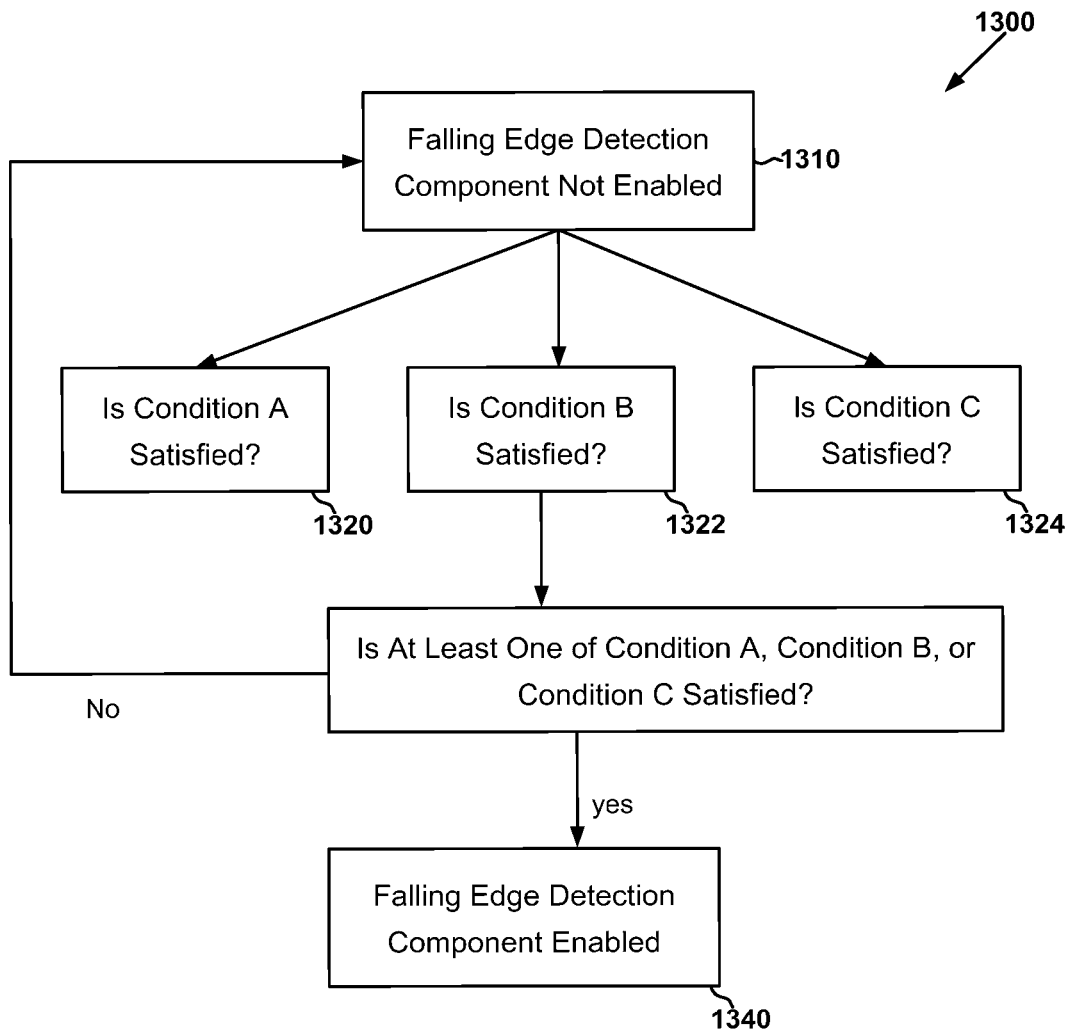 1300
Falling Edge Detection
Component Not Enabled
1310
Is Condition A
Satisfied?
1320
Is Condition B
Satisfied?
1322
Is Condition C
Satisfied?
1324
Is At Least One of Condition A, Condition B, or
Condition C Satisfied?
No
yes
Falling Edge Detection
Component Enabled
1340